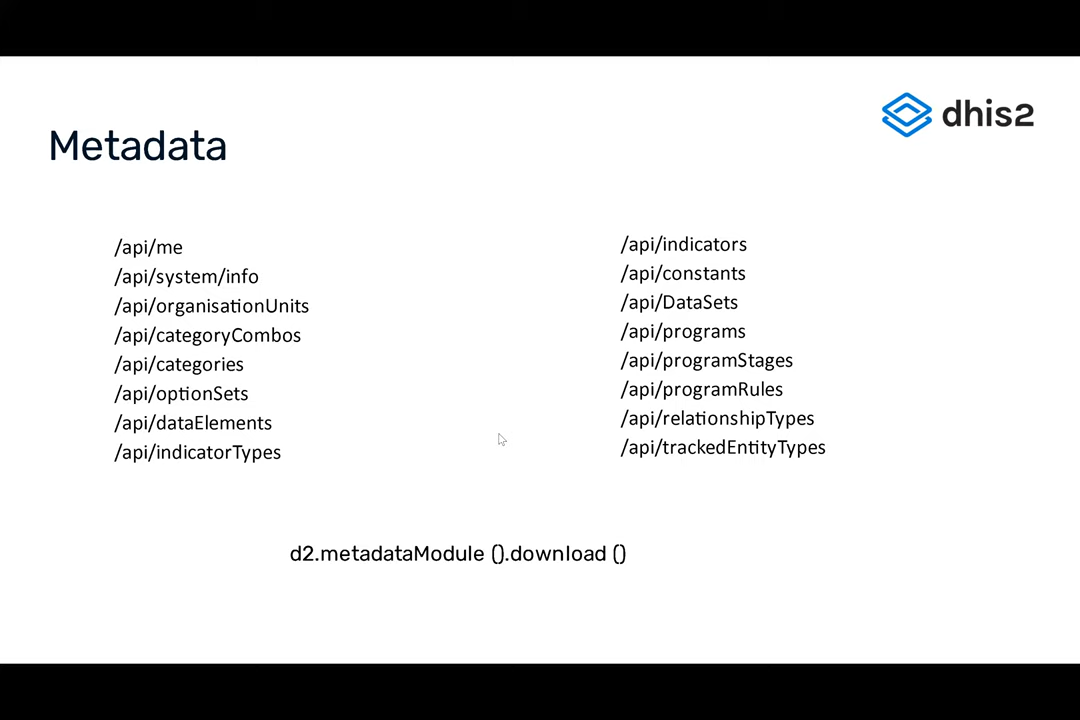 dhis2
Metadata
/api/me
/api/system/info
/api/organisationUnits
/api/categoryCombos
/api/categories
/api/optionSets
/api/dataElements
/api/indicatorTypes
/api/indicators
/api/constants
/api/DataSets
/api/programs
/api/programStages
/api/programRules
/api/relationshipTypes
/api/trackedEntityTypes
d2.metadataModule ().download ()